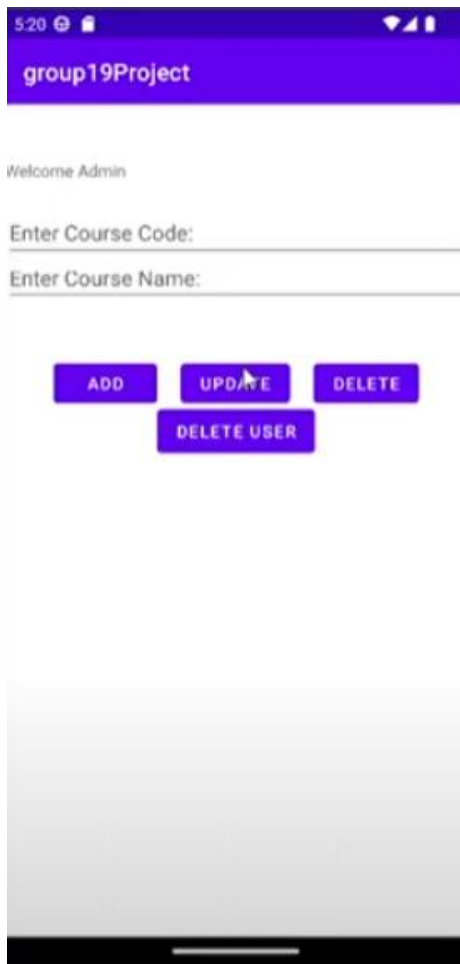 5:20
group19Project
Welcome Admin
Enter Course Code:
Enter Course Name:
ADD UPDATE DELETE
DELETE USER